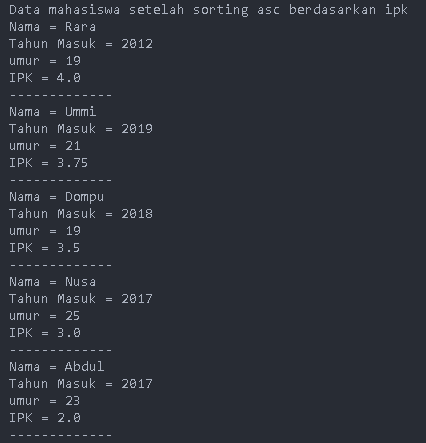 Data mahasiswa setelah sorting asc berdasarkan ipk
Nama = Rara
Tahun Masuk = 2012
umur = 19
IPK = 4.0
-------------
Nama = Ummi
Tahun Masuk = 2019
umur = 21
IPK = 3.75
-------------
Nama = Dompu
Tahun Masuk = 2018
umur = 19
IPK = 3.5
-------------
Nama = Nusa
Tahun Masuk = 2017
umur = 25
IPK = 3.0
-------------
Nama = Abdul
Tahun Masuk = 2017
umur = 23
IPK = 2.0
-------------